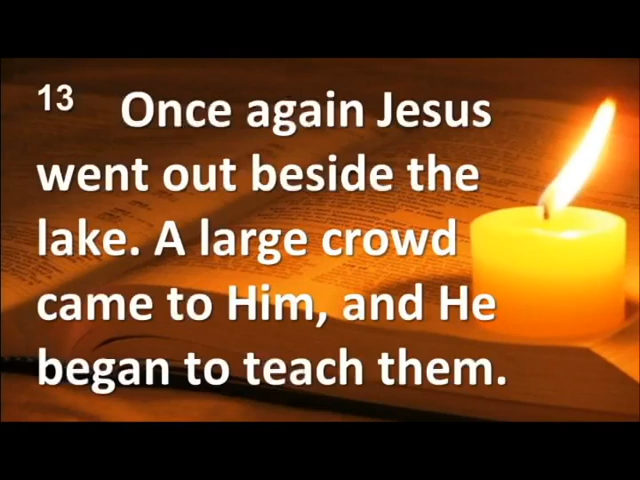 13 Once again Jesus
went out beside the
lake. A large crowd
came to Him, and He
began to teach them.